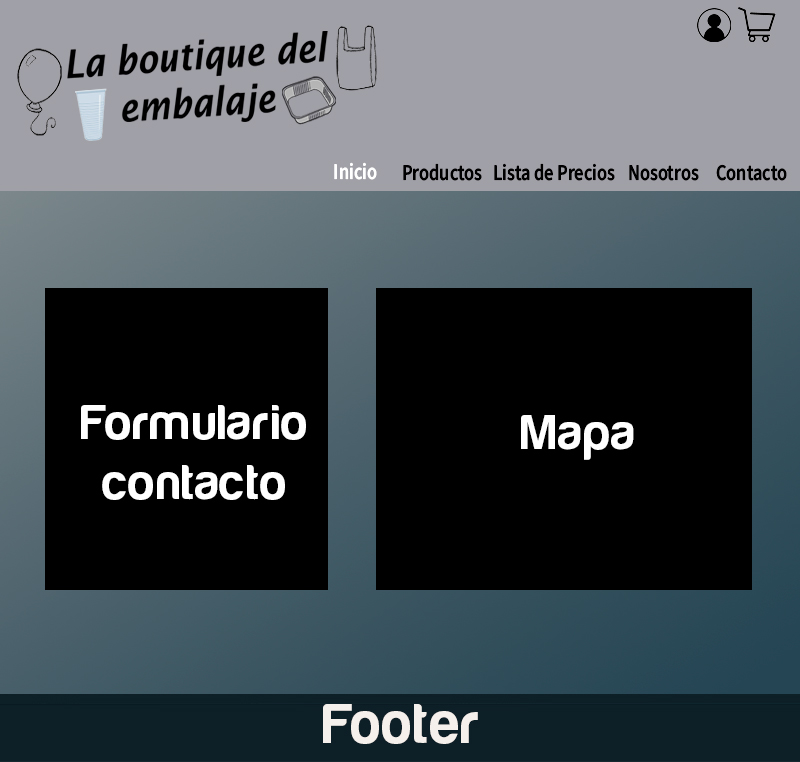 La boutique del
embalaje
Inicio Productos Lista de Precios Nosotros Contacto
Formulario
contacto
Mapa
Footer